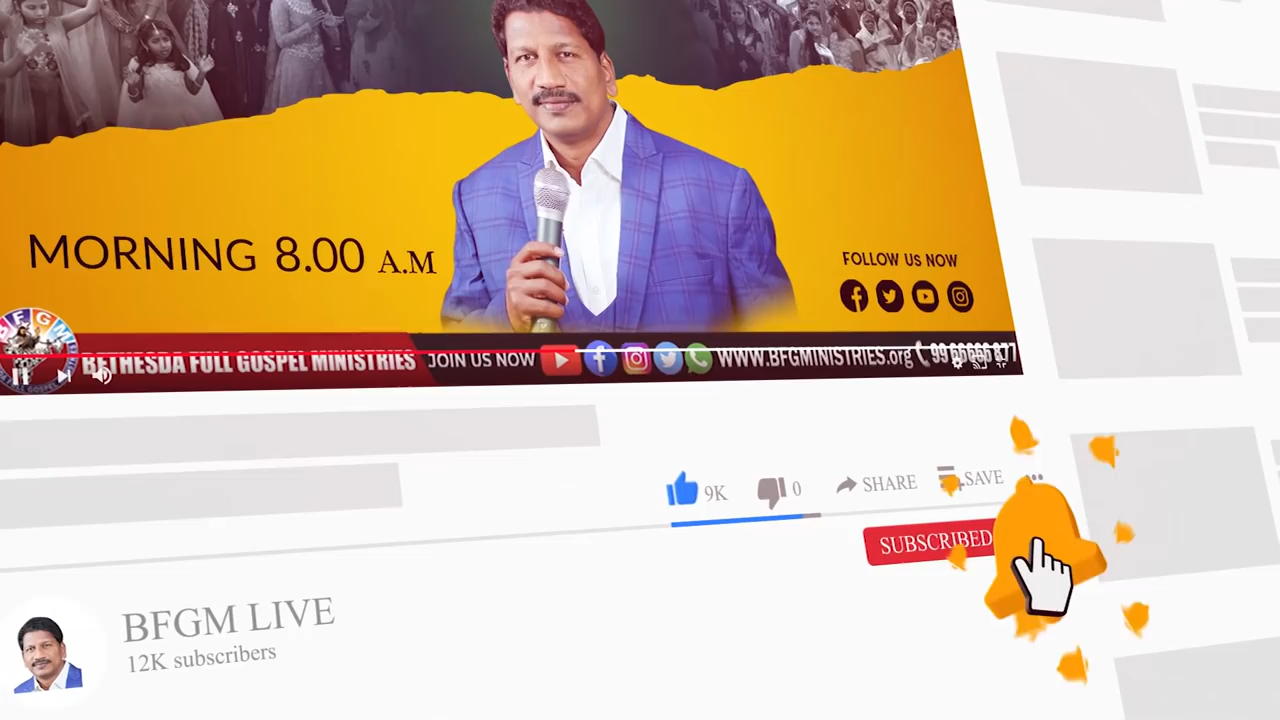 MORNING 8.00 A.M
FOLLOW US NOW
BFGM
BETHESDA FULL GOSPEL MINISTRIES JOIN US NOW WWW.BFGMINISTRIES.org
9K 0 SHARE SAVE
SUBSCRIBED
BFGM LIVE
12K subscribers